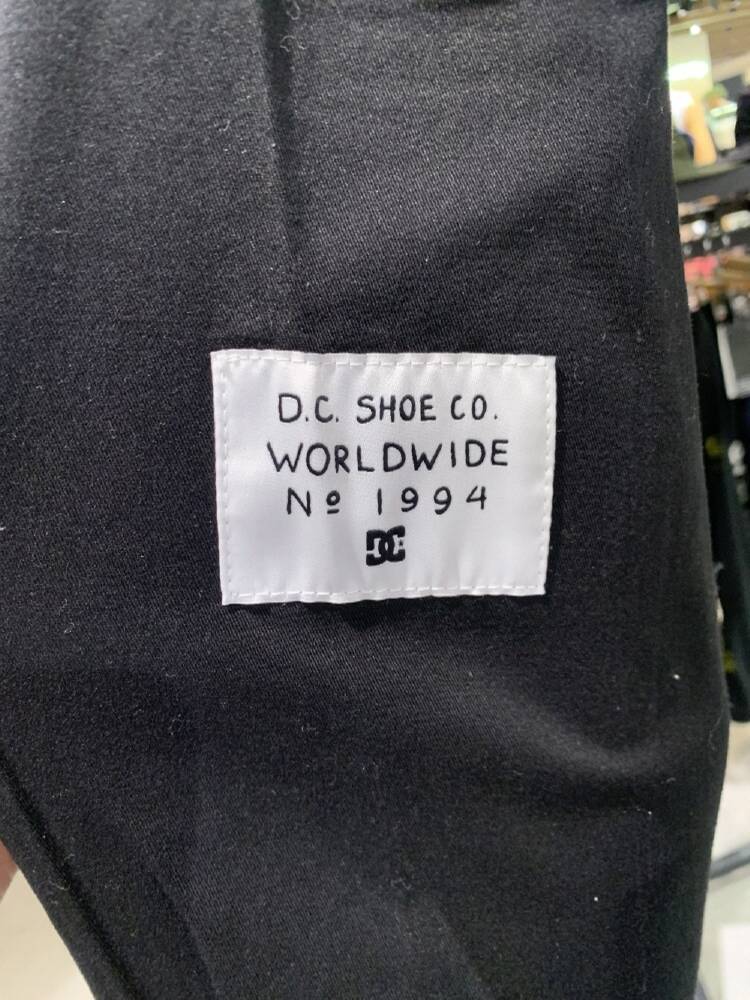 D.C. SHOE CO.
WORLDWIDE
Nº 1994
DC